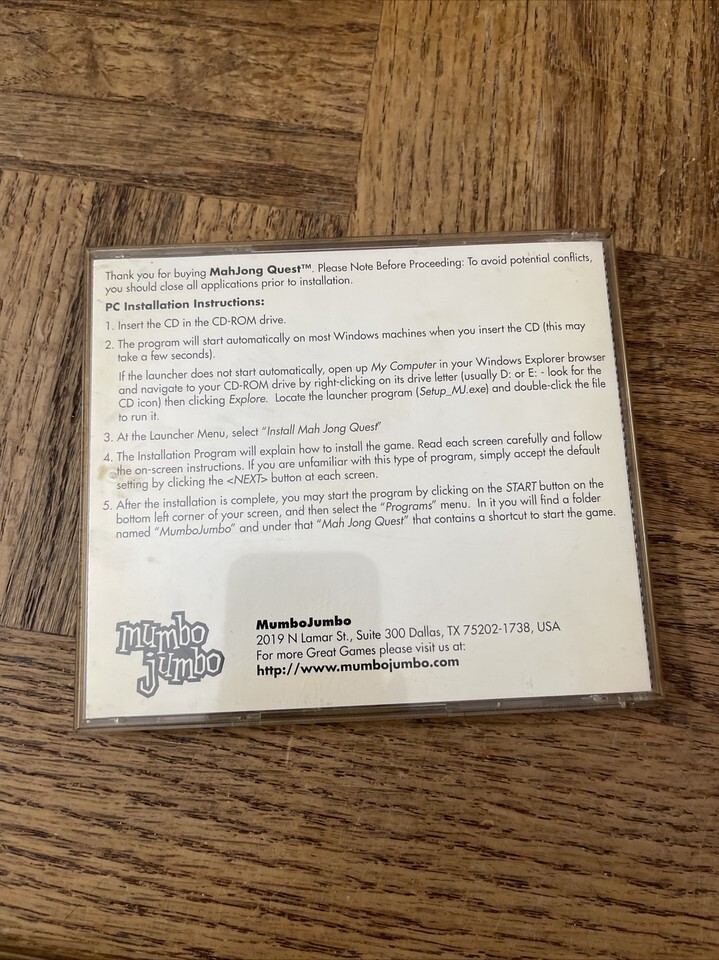 Thank you for buying MahJong Quest™. Please Note Before Proceeding: To avoid potential conflicts,
you should close all applications prior to installation.
PC Installation Instructions:
1. Insert the CD in the CD-ROM drive.
2. The program will start automatically on most Windows machines when you insert the CD (this may
take a few seconds).
If the launcher does not start automatically, open up My Computer in your Windows Explorer browser
and navigate to your CD-ROM drive by right-clicking on its drive letter (usually D: or E: - look for the
CD icon) then clicking Explore. Locate the launcher program (Setup_MJ.exe) and double-click the file
to run it.
3. At the Launcher Menu, select "Install Mah Jong Quest"
4. The Installation Program will explain how to install the game. Read each screen carefully and follow
the on-screen instructions. If you are unfamiliar with this type of program, simply accept the default
setting by clicking the <NEXT> button at each screen.
5. After the installation is complete, you may start the program by clicking on the START button on the
bottom left corner of your screen, and then select the "Programs" menu. In it you will find a folder
named "MumboJumbo" and under that "Mah Jong Quest" that contains a shortcut to start the game.
mumbo
jumbo
MumboJumbo
2019 N Lamar St., Suite 300 Dallas, TX 75202-1738, USA
For more Great Games please visit us at:
http://www.mumbojumbo.com